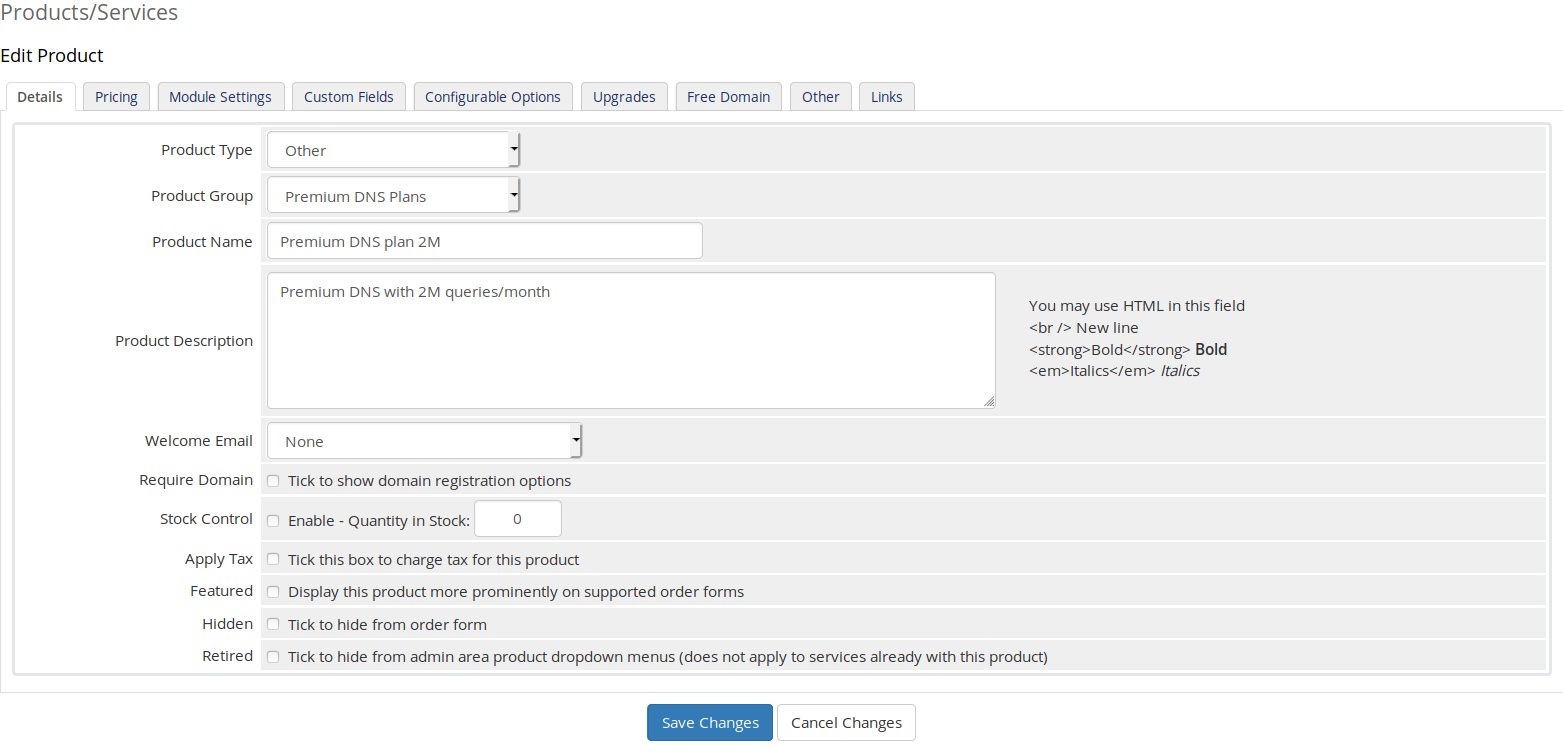 Products/Services
Edit Product
Details Pricing Module Settings Custom Fields Configurable Options Upgrades Free Domain Other Links
Product Type Other
Product Group Premium DNS Plans
Product Name Premium DNS plan 2M
Premium DNS with 2M queries/month
You may use HTML in this field
<br /> New line
Product Description
<strong>Bold</strong> Bold
<em>Italics</em> Italics
Welcome Email None
Require Domain Tick to show domain registration options
Stock Control Enable - Quantity in Stock: 0
Apply Tax Tick this box to charge tax for this product
Featured Display this product more prominently on supported order forms
Hidden Tick to hide from order form
Retired Tick to hide from admin area product dropdown menus (does not apply to services already with this product)
Save Changes Cancel Changes